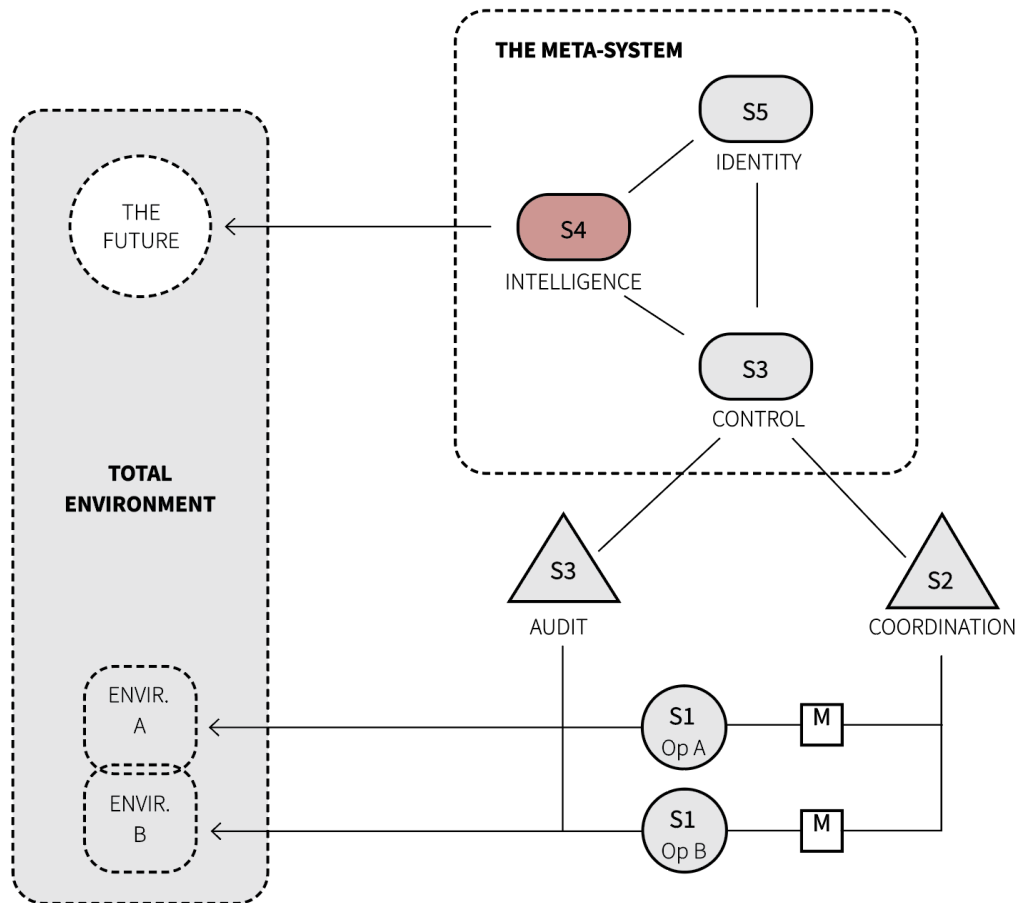 THE META-SYSTEM
S5
IDENTITY
THE
FUTURE
S4
INTELLIGENCE
S3
CONTROL
TOTAL
ENVIRONMENT
S3
AUDIT
S2
COORDINATION
ENVIR.
A
S1
Op A
M
ENVIR.
B
S1
Op B
M